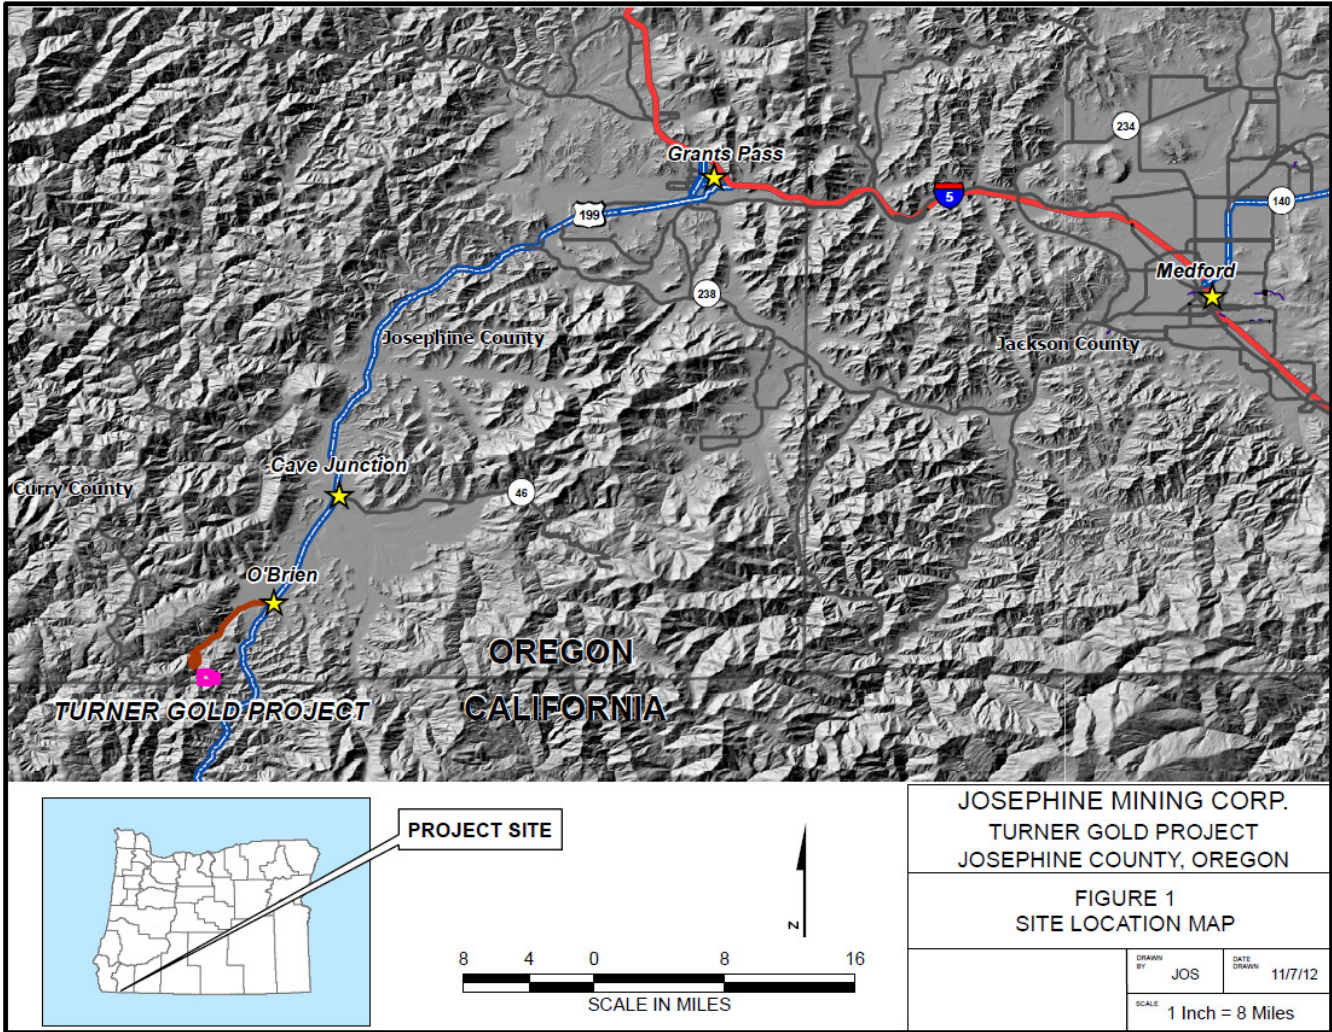 Grants Pass
234
199
5
140
Medford
238
Josephine County
Jackson County
Cave Junction
Curry County
46
O'Brien
OREGON
TURNER GOLD PROJECT
CALIFORNIA
PROJECT SITE
N
8 4 0 8 16
SCALE IN MILES
JOSEPHINE MINING CORP.
TURNER GOLD PROJECT
JOSEPHINE COUNTY, OREGON
FIGURE 1
SITE LOCATION MAP
DRAWN BY JOS
DATE DRAWN 11/7/12
SCALE 1 Inch = 8 Miles